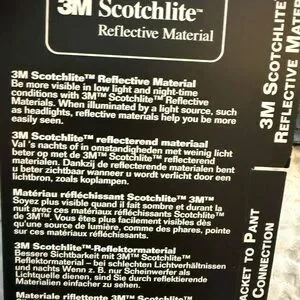 3M Scotchlite™
Reflective Material
3M Scotchlite™ Reflective Material
Be more visible in low light and night-time
conditions with 3M™ Scotchlite™ Reflective
Materials. When illuminated by a light source, such
as headlights, reflective materials help you be more
easily seen.
3M Scotchlite™ reflecterend materiaal
Val 's nachts of in omstandigheden met weinig licht
beter op met de 3M™ Scotchlite™ reflecterend
materialen. Dankzij de reflecterende materialen bent
u beter zichtbaar wanneer u wordt verlicht door een
lichtbron, zoals koplampen.
Matériau réfléchissant Scotchlite™ 3M™
Soyez plus visible quand il fait sombre et durant la
nuit avec ces matériaux réfléchissants Scotchlite™
de 3M™. Vous êtes plus facilement visibles dès
qu'une source de lumière, comme des phares, pointe
sur ces matériaux réfléchissants.
3M Scotchlite™-Reflektormaterial
Bessere Sichtbarkeit mit 3M™ Scotchlite™
Reflektormaterial – bei schlechten Lichtverhältnissen
und nachts Wenn z. B. nur Scheinwerfer als
Lichtquelle dienen, sind Sie durch reflektierenden
Materialien einfacher zu sehen.
Materiale riflettente 3M™ Scotchlite™
3M SCOTCHLITE
REFLECTIVE MATER
ACKET TO PANT
CONNECTION